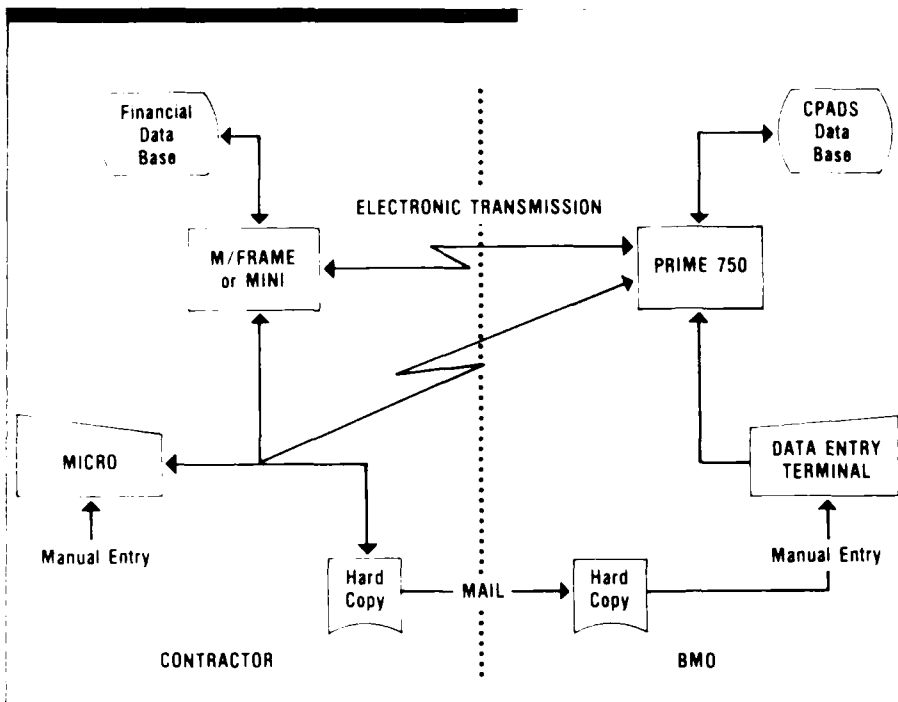 Financial
Data
Base
CPADS
Data
Base
ELECTRONIC TRANSMISSION
M/FRAME
or MINI
PRIME 750
MICRO
DATA ENTRY
TERMINAL
Manual Entry
Manual Entry
Hard
Copy
MAIL
Hard
Copy
CONTRACTOR
BMO